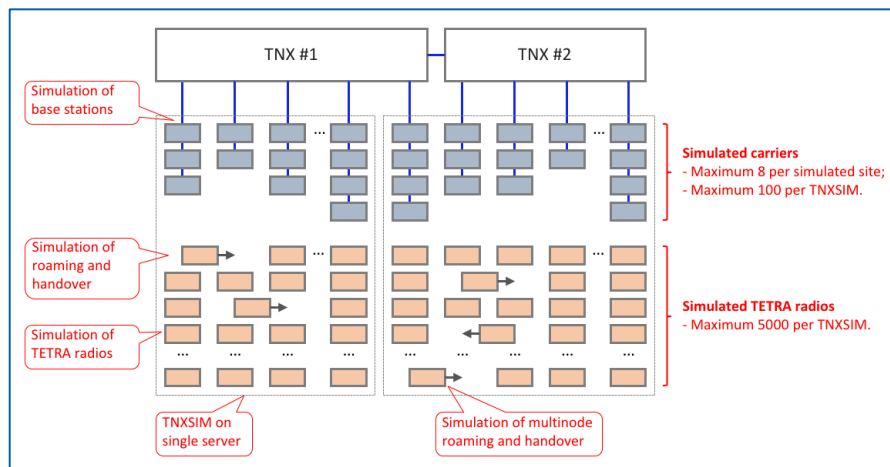 TNX #1
TNX #2
Simulation of
base stations
...
...
Simulated carriers
- Maximum 8 per simulated site;
- Maximum 100 per TNXSIM.
Simulation of
roaming and
handover
...
...
Simulated TETRA radios
- Maximum 5000 per TNXSIM.
Simulation of
TETRA radios
... ... ... ... ... ... ... ... ...
TNXSIM on
single server
Simulation of multinode
roaming and handover